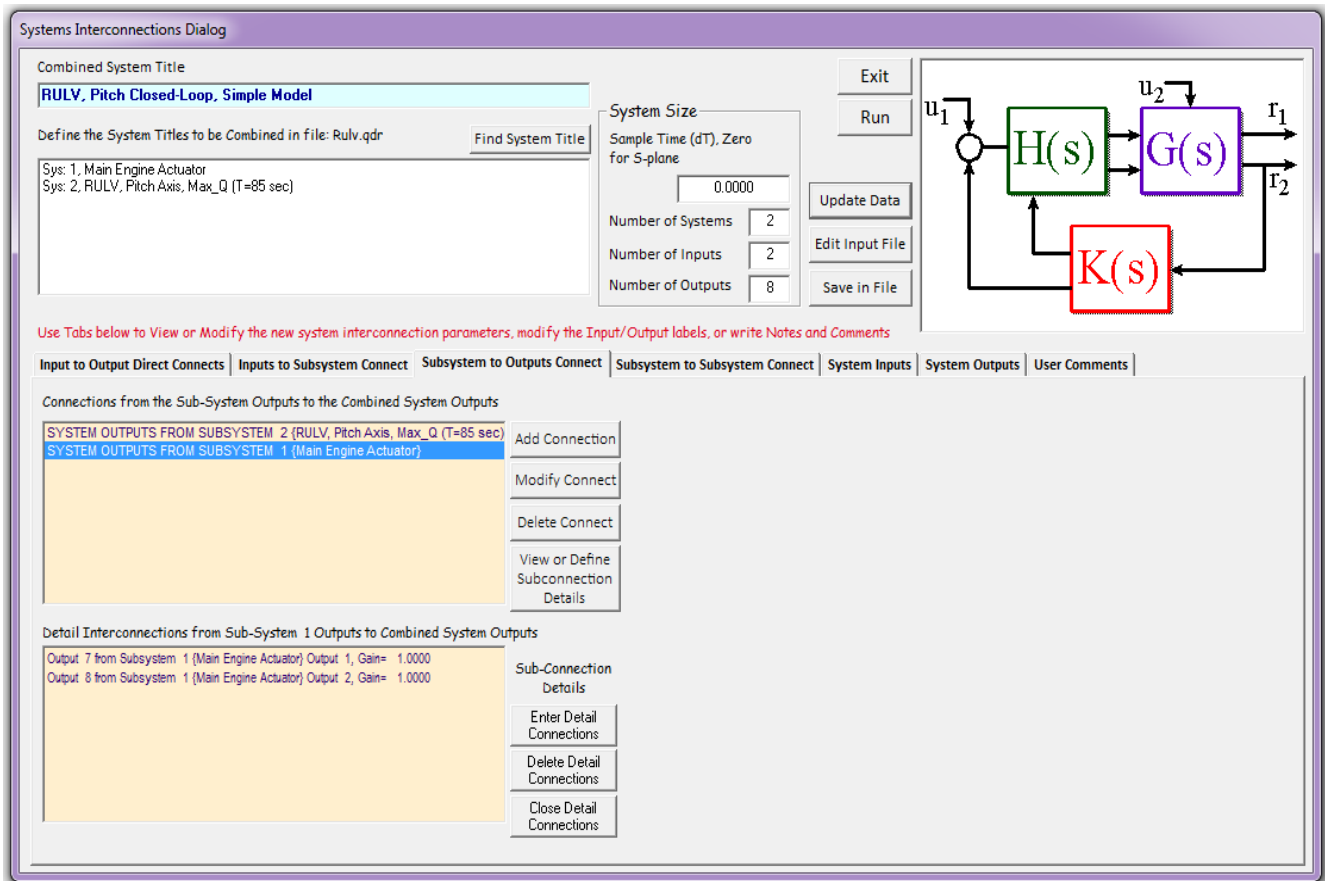 Systems Interconnections Dialog
Combined System Title
RULV, Pitch Closed-Loop, Simple Model
Define the System Titles to be Combined in file: Rulv.qdr
Find System Title
Sys: 1, Main Engine Actuator
Sys: 2, RULV, Pitch Axis, Max_Q (T=85 sec)
System Size
Sample Time (dT), Zero
for S-plane
0.0000
Number of Systems
2
Number of Inputs
2
Number of Outputs
8
Exit
Run
Update Data
Edit Input File
Save in File
u1
u2
H(s)
G(s)
r1
r2
K(s)
Use Tabs below to View or Modify the new system interconnection parameters, modify the Input/Output labels, or write Notes and Comments
Input to Output Direct Connects
Inputs to Subsystem Connect
Subsystem to Outputs Connect
Subsystem to Subsystem Connect
System Inputs
System Outputs
User Comments
Connections from the Sub-System Outputs to the Combined System Outputs
SYSTEM OUTPUTS FROM SUBSYSTEM 2 {RULV, Pitch Axis, Max_Q (T=85 sec)
SYSTEM OUTPUTS FROM SUBSYSTEM 1 {Main Engine Actuator}
Add Connection
Modify Connect
Delete Connect
View or Define
Subconnection
Details
Detail Interconnections from Sub-System 1 Outputs to Combined System Outputs
Output 7 from Subsystem 1 {Main Engine Actuator} Output 1, Gain= 1.0000
Output 8 from Subsystem 1 {Main Engine Actuator} Output 2, Gain= 1.0000
Sub-Connection
Details
Enter Detail
Connections
Delete Detail
Connections
Close Detail
Connections